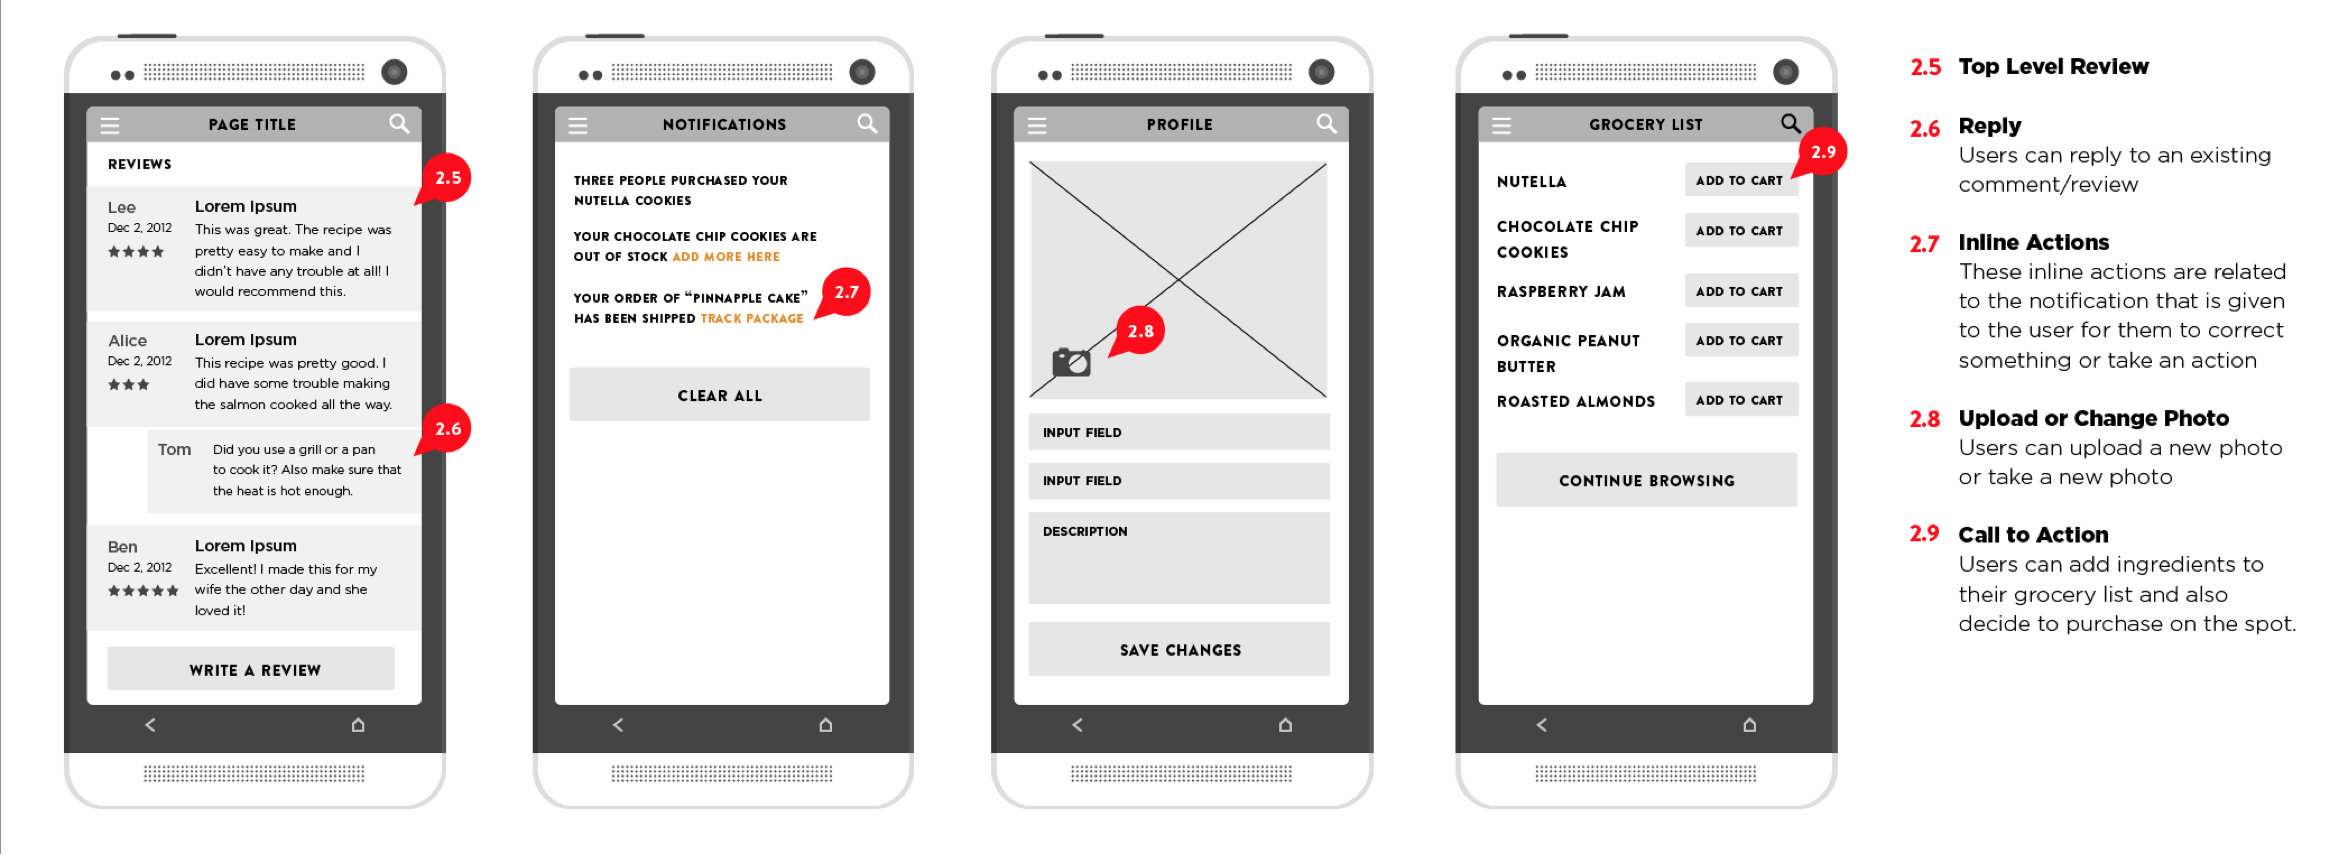 PAGE TITLE
REVIEWS
2.5
Lee
Dec 2, 2012
Lorem Ipsum
This was great. The recipe was
pretty easy to make and I
didn't have any trouble at all! I
would recommend this.
Alice
Dec 2, 2012
Lorem Ipsum
This recipe was pretty good. I
did have some trouble making
the salmon cooked all the way.
2.6
Tom
Did you use a grill or a pan
to cook it? Also make sure that
the heat is hot enough.
Ben
Dec 2, 2012
Lorem Ipsum
Excellent! I made this for my
wife the other day and she
loved it!
WRITE A REVIEW
NOTIFICATIONS
THREE PEOPLE PURCHASED YOUR
NUTELLA COOKIES
YOUR CHOCOLATE CHIP COOKIES ARE
OUT OF STOCK ADD MORE HERE
YOUR ORDER OF “PINNAPPLE CAKE”
HAS BEEN SHIPPED TRACK PACKAGE
2.7
CLEAR ALL
PROFILE
2.8
INPUT FIELD
INPUT FIELD
DESCRIPTION
SAVE CHANGES
GROCERY LIST
2.9
NUTELLA
ADD TO CART
CHOCOLATE CHIP
COOKIES
ADD TO CART
RASPBERRY JAM
ADD TO CART
ORGANIC PEANUT
BUTTER
ADD TO CART
ROASTED ALMONDS
ADD TO CART
CONTINUE BROWSING
2.5 Top Level Review
2.6 Reply
Users can reply to an existing
comment/review
2.7 Inline Actions
These inline actions are related
to the notification that is given
to the user for them to correct
something or take an action
2.8 Upload or Change Photo
Users can upload a new photo
or take a new photo
2.9 Call to Action
Users can add ingredients to
their grocery list and also
decide to purchase on the spot.